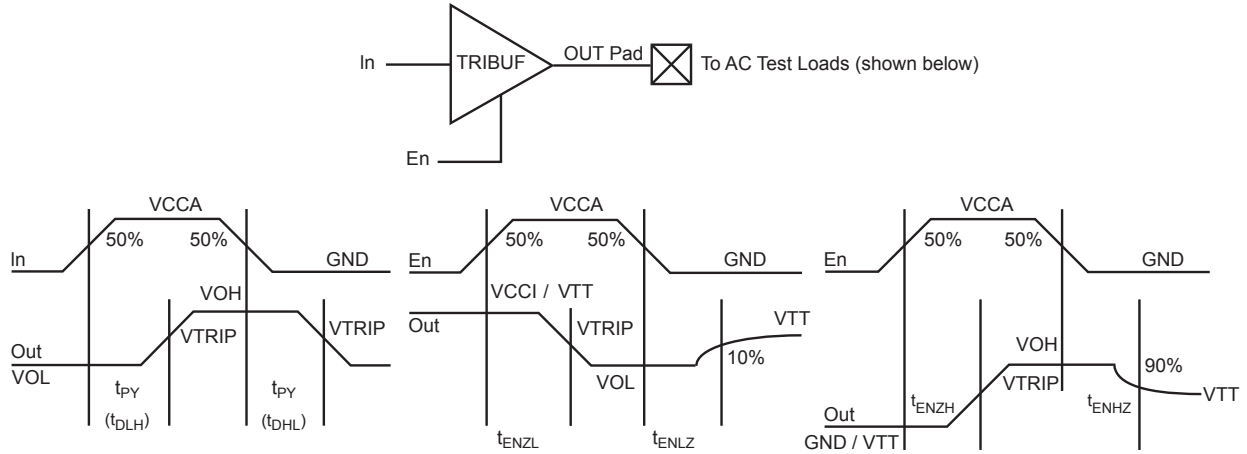 In
TRIBUF
OUT Pad
To AC Test Loads (shown below)
En
VCCA
50%
50%
In
GND
VOH
VTRIP
VTRIP
Out
VOL
tPY
(tDLH)
tPY
(tDHL)
VCCA
50%
50%
En
GND
VCCI / VTT
Out
VTRIP
VTT
10%
VOL
tENZL
tENLZ
VCCA
50%
50%
En
GND
VOH
90%
VTRIP
VTT
tENZH
tENHZ
Out
GND / VTT